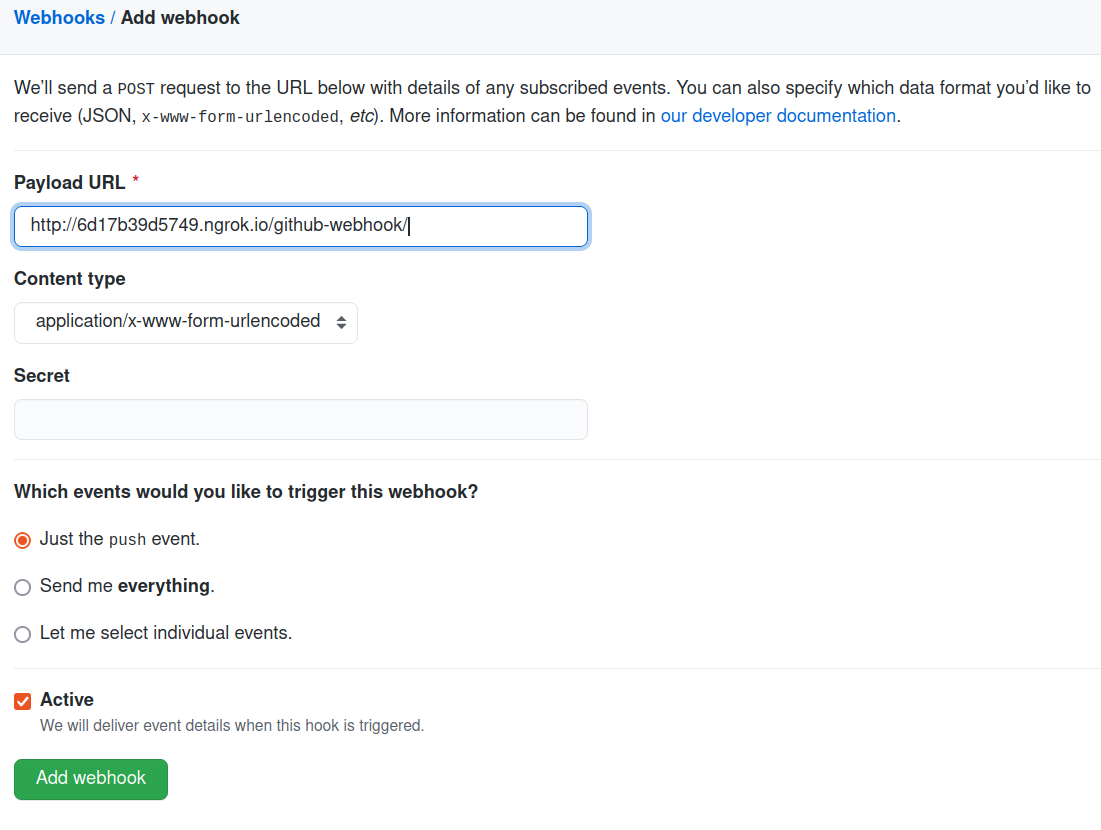 Webhooks / Add webhook
We’ll send a POST request to the URL below with details of any subscribed events. You can also specify which data format you’d like to
receive (JSON, x-www-form-urlencoded, etc). More information can be found in our developer documentation.
Payload URL *
http://6d17b39d5749.ngrok.io/github-webhook/
Content type
application/x-www-form-urlencoded
Secret
Which events would you like to trigger this webhook?
Just the push event.
Send me everything.
Let me select individual events.
Active
We will deliver event details when this hook is triggered.
Add webhook